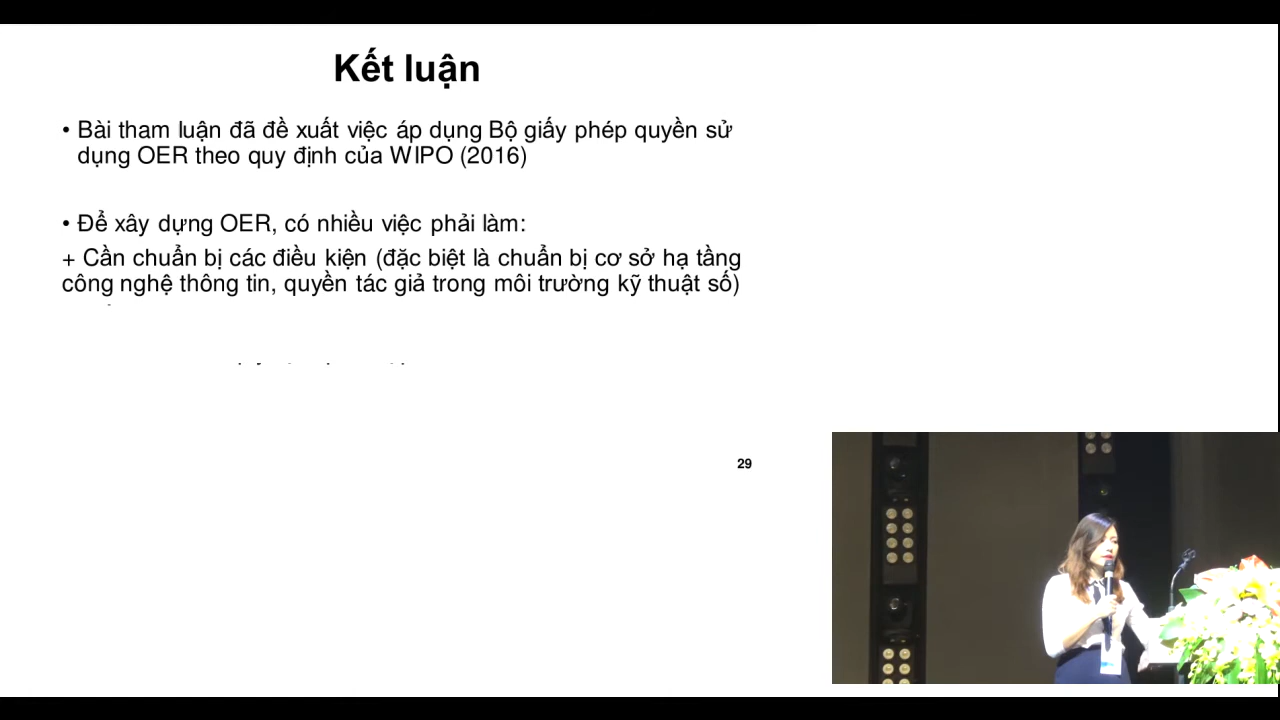 Kết luận
• Bài tham luận đã đề xuất việc áp dụng Bộ giấy phép quyền sử
dụng OER theo quy định của WIPO (2016)
• Để xây dựng OER, có nhiều việc phải làm:
+ Cần chuẩn bị các điều kiện (đặc biệt là chuẩn bị cơ sở hạ tầng
công nghệ thông tin, quyền tác giả trong môi trường kỹ thuật số)
29